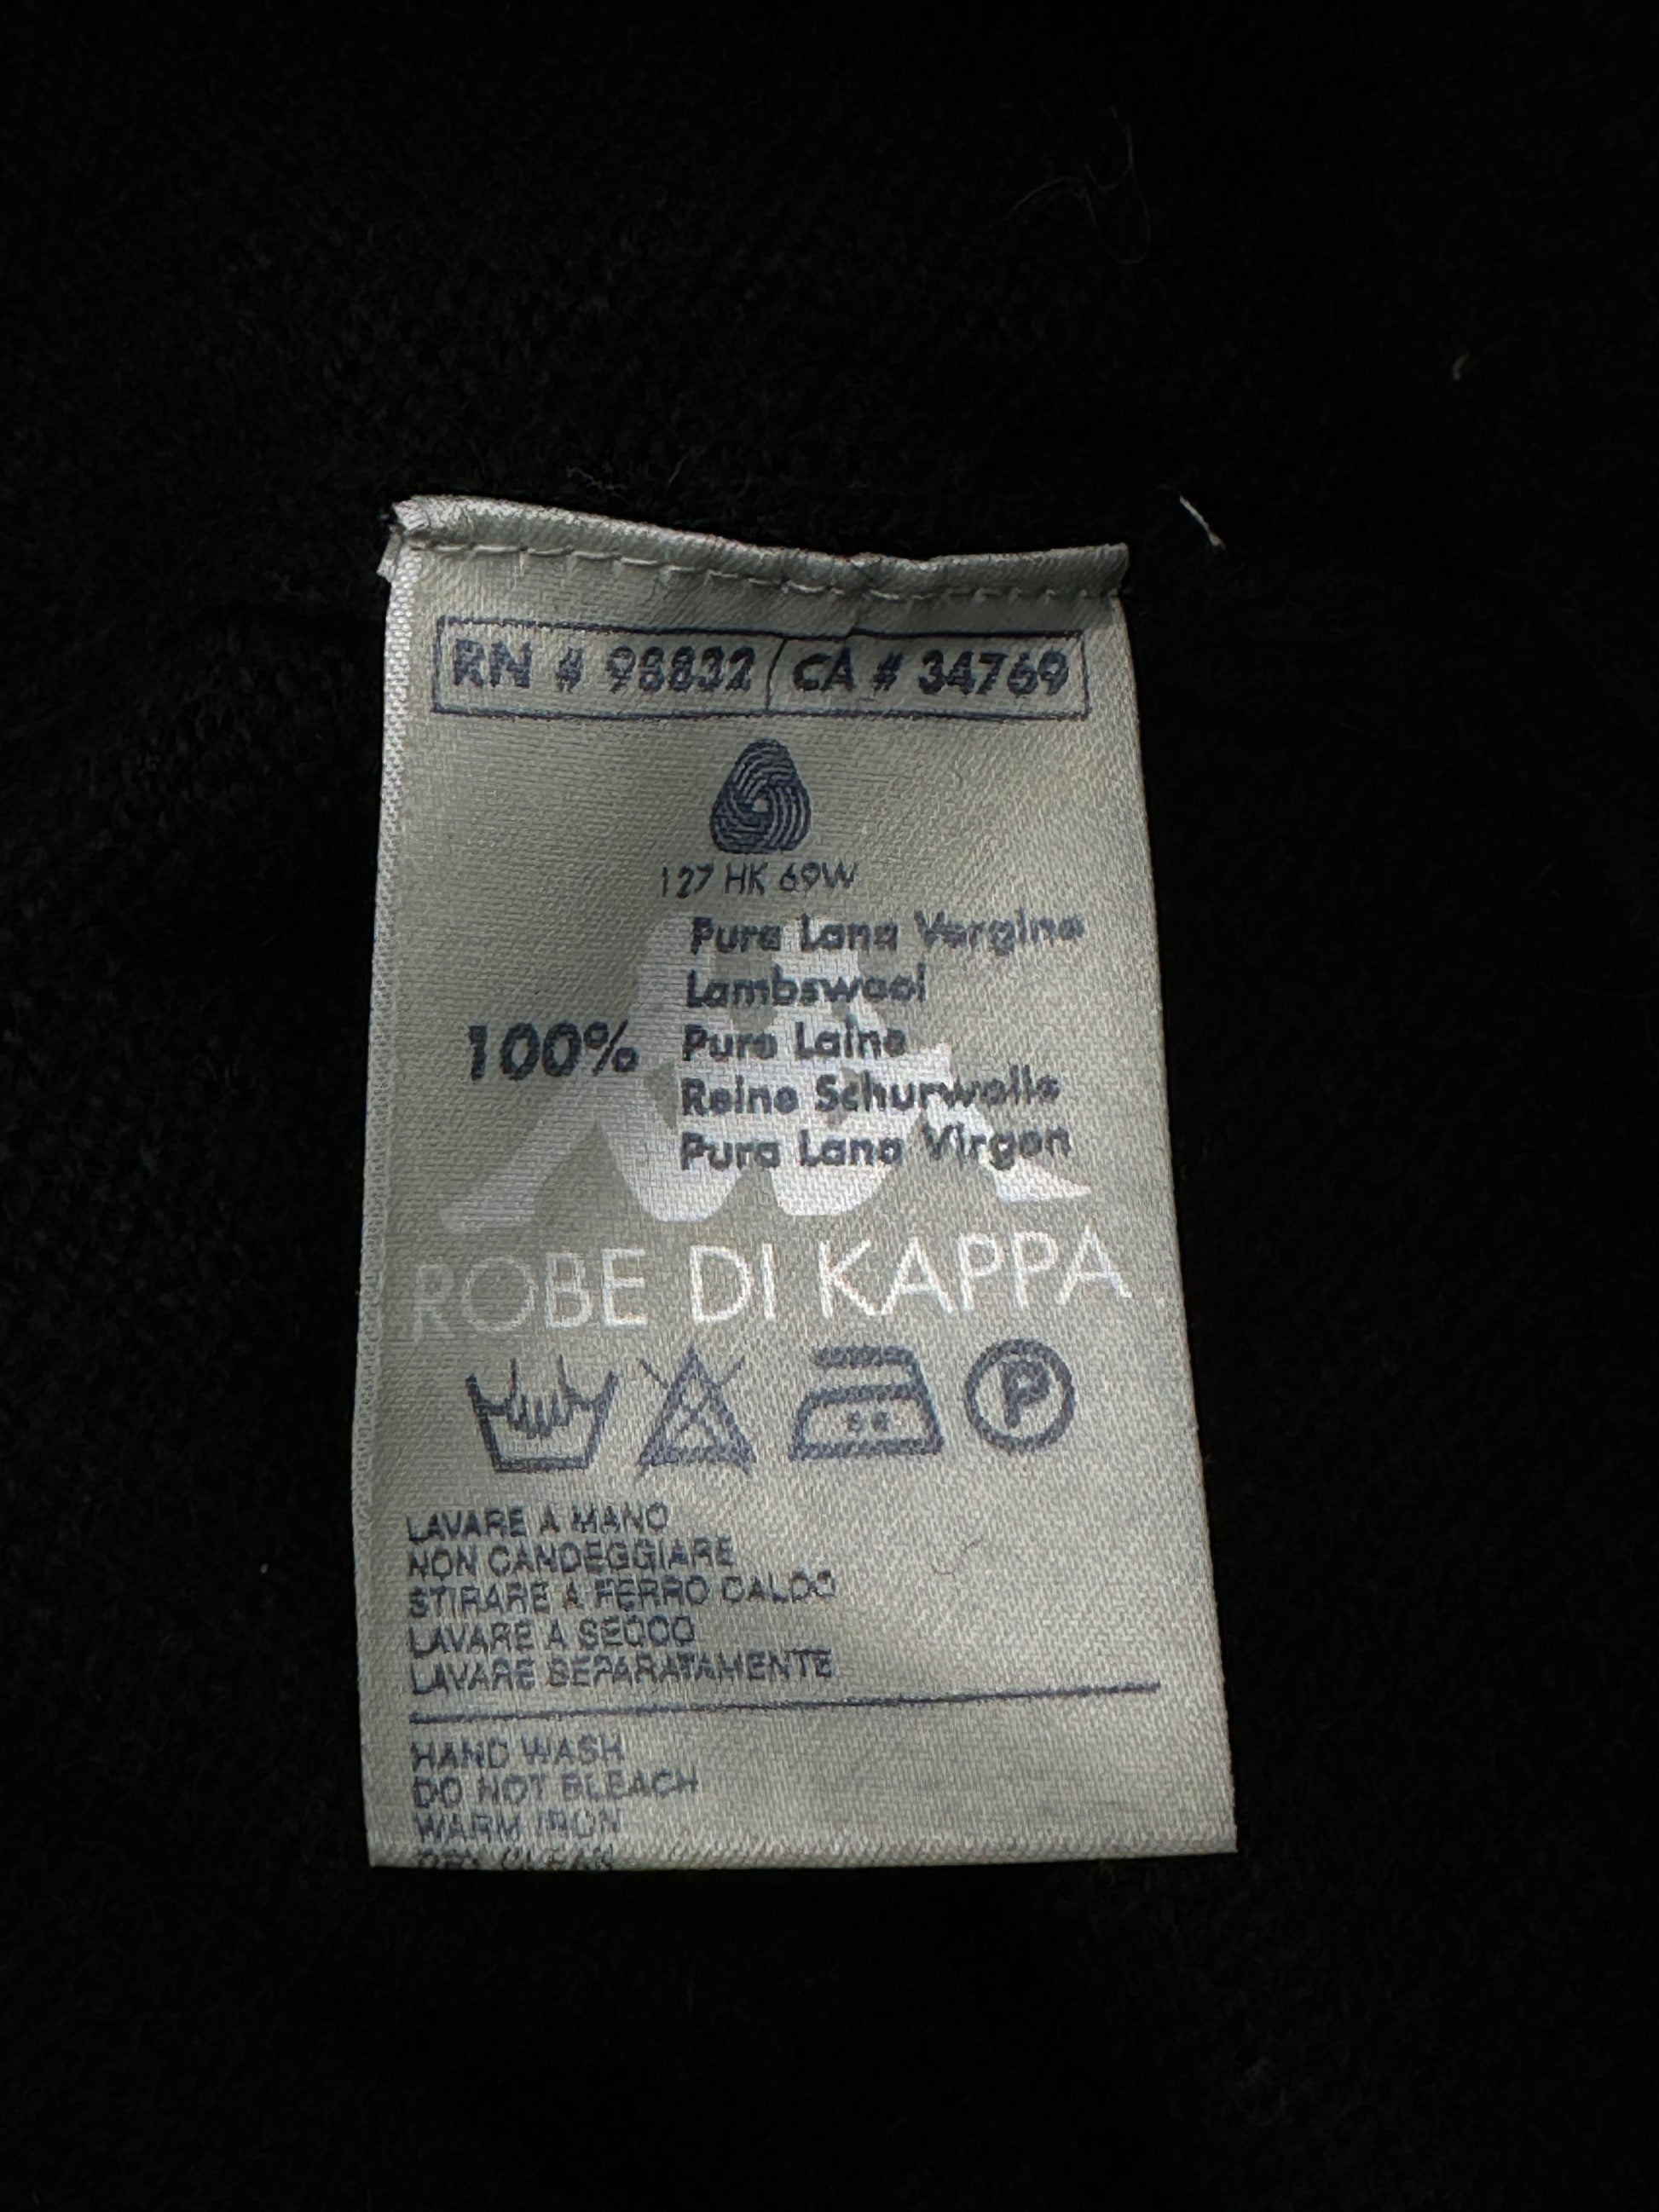 RN # 98832 CA # 34769
127 HK 69W
Pura Lana Vergine
Lambswool
100% Pure Laine
Reine Schurwolle
Pura Lana Virgen
ROBE DI KAPPA
P
LAVARE A MANO
NON CANDEGGIARE
STIRARE A FERRO CALDO
LAVARE A SECCO
LAVARE SEPARATAMENTE
HAND WASH
DO NOT BLEACH
WARM IRON
DRY CLEAN